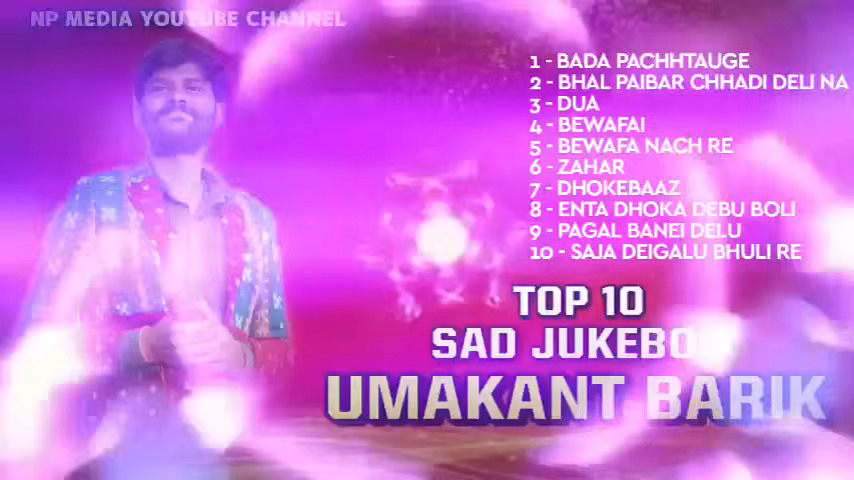 NP MEDIA YOUTUBE CHANNEL
1 - BADA PACHHTAUGE
2 - BHAL PAIBAR CHHADI DELI NA
3 - DUA
4 - BEWAFAI
5 - BEWAFA NACH RE
6 - ZAHAR
7 - DHOKEBAAZ
8 - ENTA DHOKA DEBU BOLI
9 - PAGAL BANEI DELU
10 - SAJA DEIGALU BHULI RE
TOP 10
SAD JUKEBO
UMAKANT BARIK